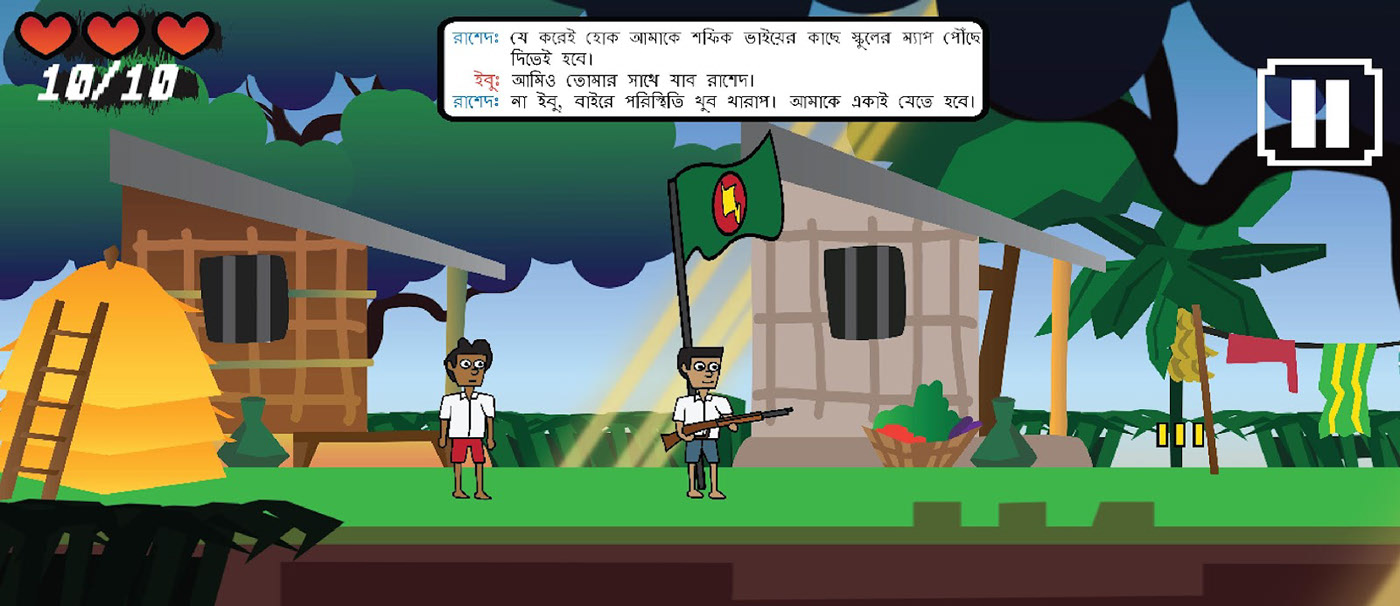 10/10
রাশেদঃ যে করেই হোক আমাকে শফিক ভাইয়ের কাছে স্কুলের ম্যাপ পৌঁছে
দিতেই হবে।
ইবুঃ আমিও তোমার সাথে যাব রাশেদ।
রাশেদঃ না ইবু, বাইরে পরিস্থিতি খুব খারাপ। আমাকে একাই যেতে হবে।